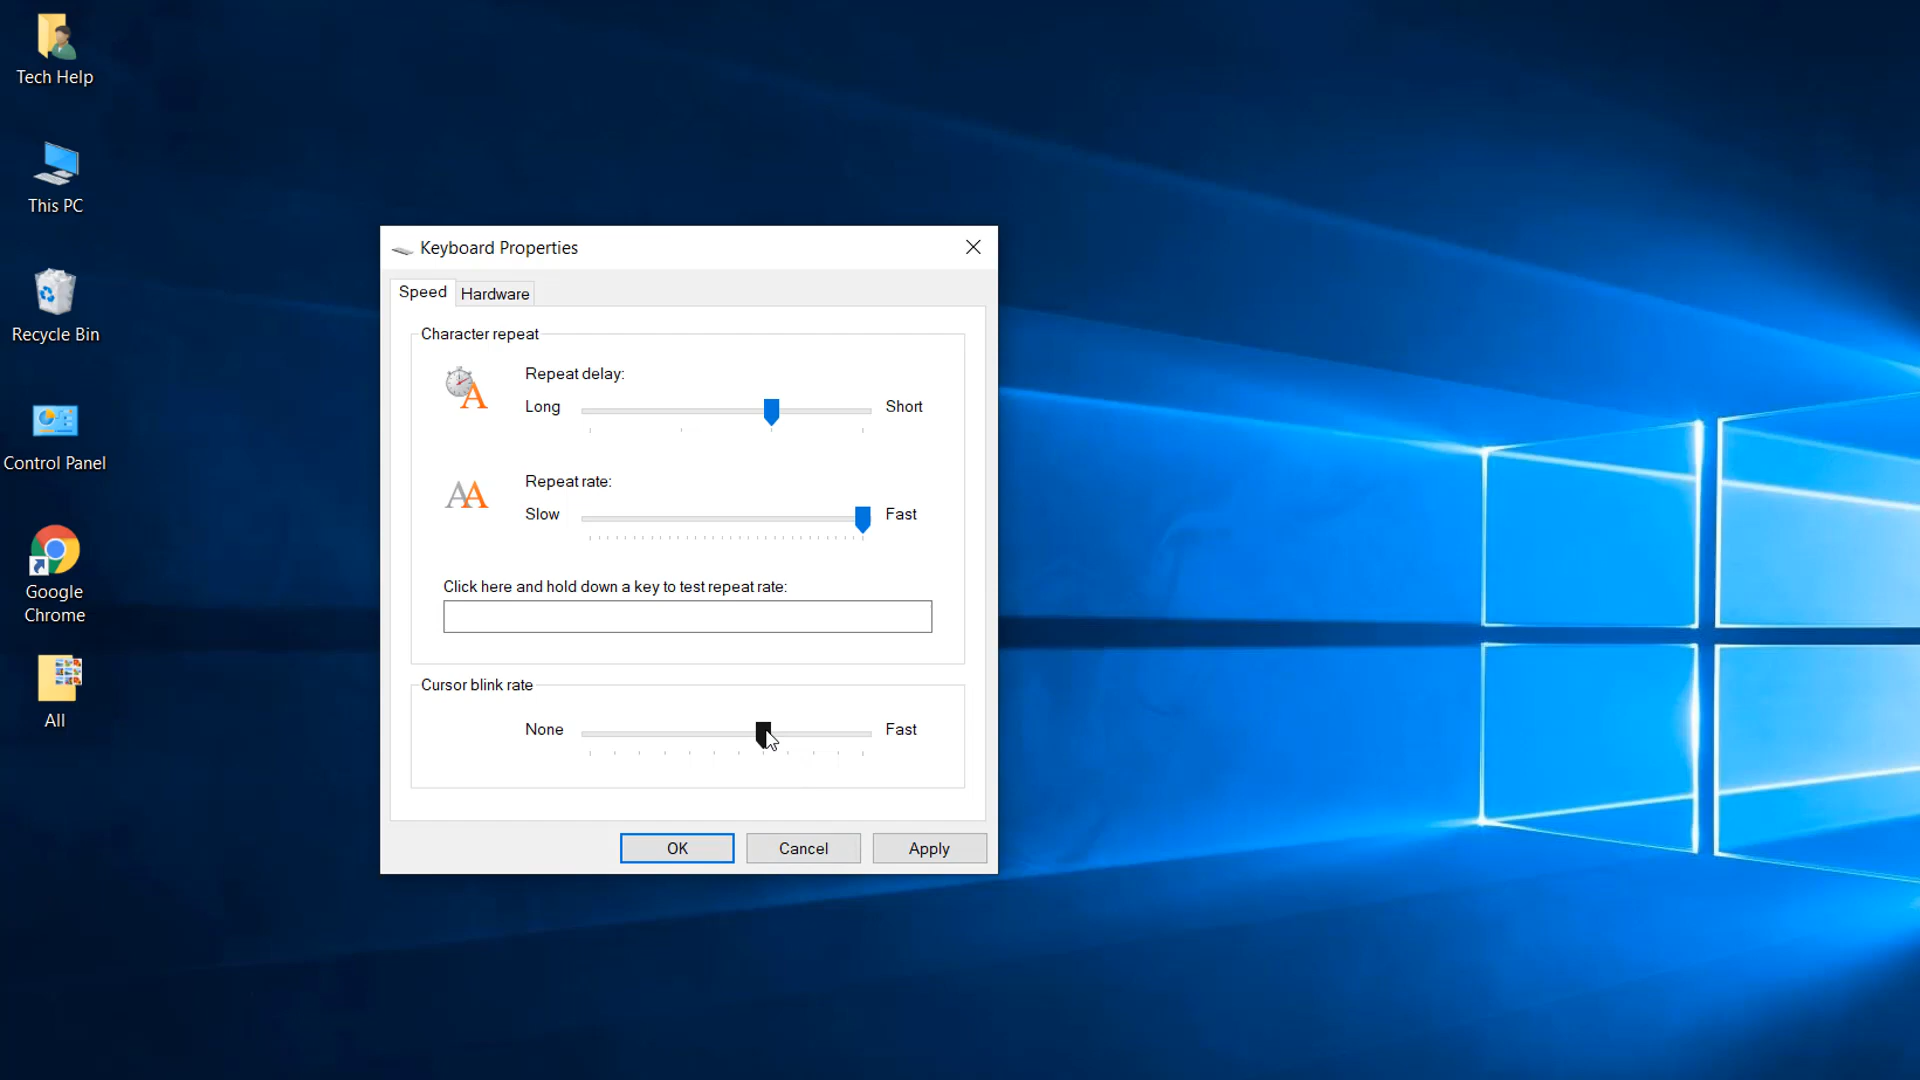 Tech Help
This PC
Recycle Bin
Control Panel
Google
Chrome
All
Keyboard Properties
Speed
Hardware
Character repeat
Repeat delay:
Long
Short
Repeat rate:
Slow
Fast
Click here and hold down a key to test repeat rate:
Cursor blink rate
None
Fast
OK
Cancel
Apply